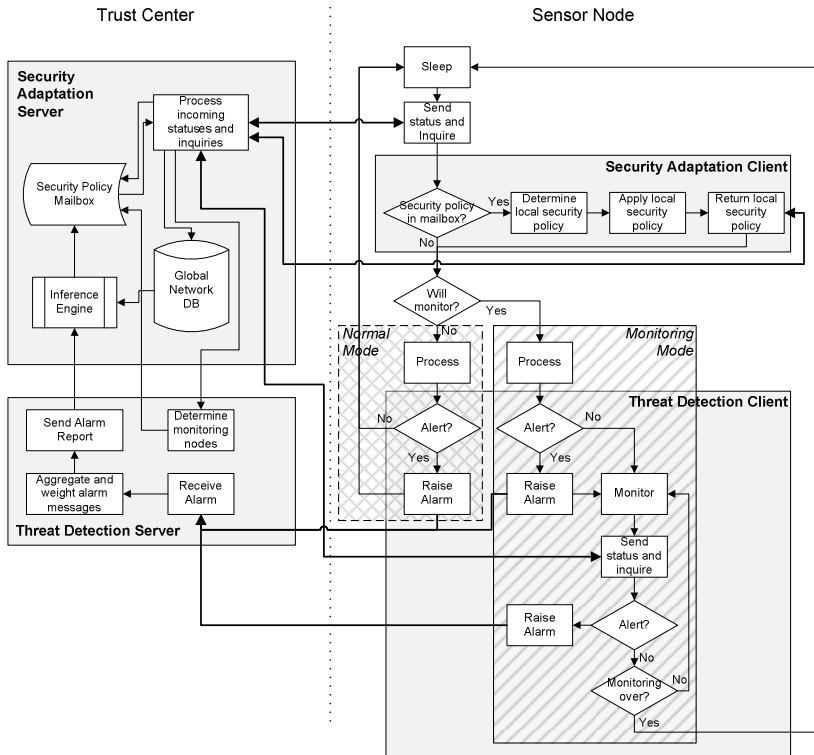 Trust Center
Sensor Node
Security
Adaptation
Server
Process
incoming
statuses and
inquiries
Security Policy
Mailbox
Inference
Engine
Global
Network
DB
Send Alarm
Report
Determine
monitoring
nodes
Aggregate and
weight alarm
messages
Receive
Alarm
Threat Detection Server
Sleep
Send
status and
Inquire
Security Adaptation Client
Security policy
in mailbox?
Yes
No
Determine
local security
policy
Apply local
security
policy
Return local
security
policy
Will
monitor?
No
Yes
Normal
Mode
Monitoring
Mode
Process
Process
Threat Detection Client
Alert?
No
Yes
Alert?
No
Yes
Raise
Alarm
Raise
Alarm
Monitor
Send
status and
inquire
Raise
Alarm
Alert?
No
Monitoring
over?
No
Yes